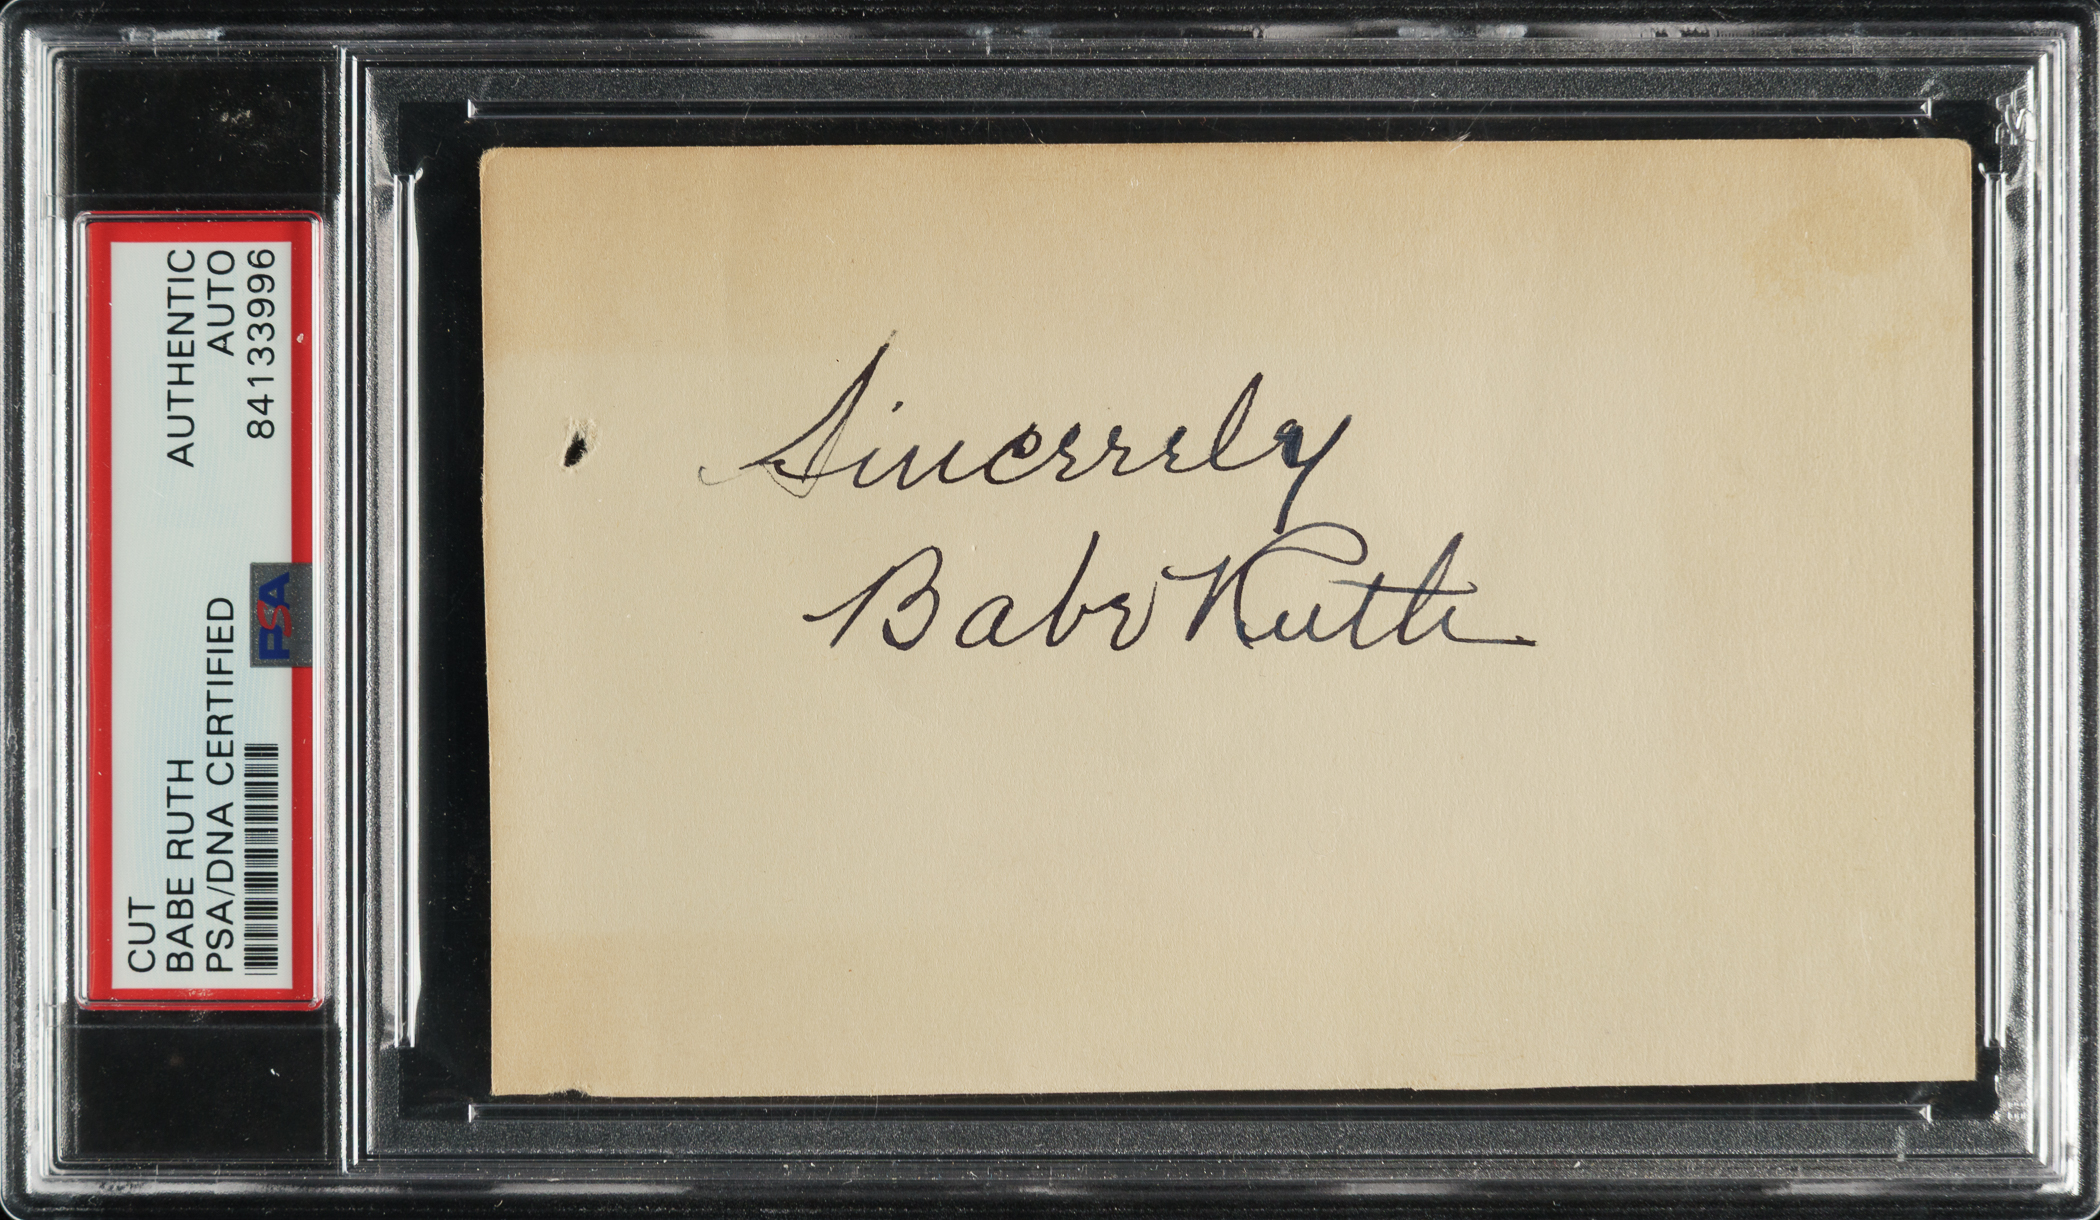 CUT
BABE RUTH
PSA/DNA CERTIFIED
AUTHENTIC
AUTO
84133996
PSA
Sincerely
Babe Ruth